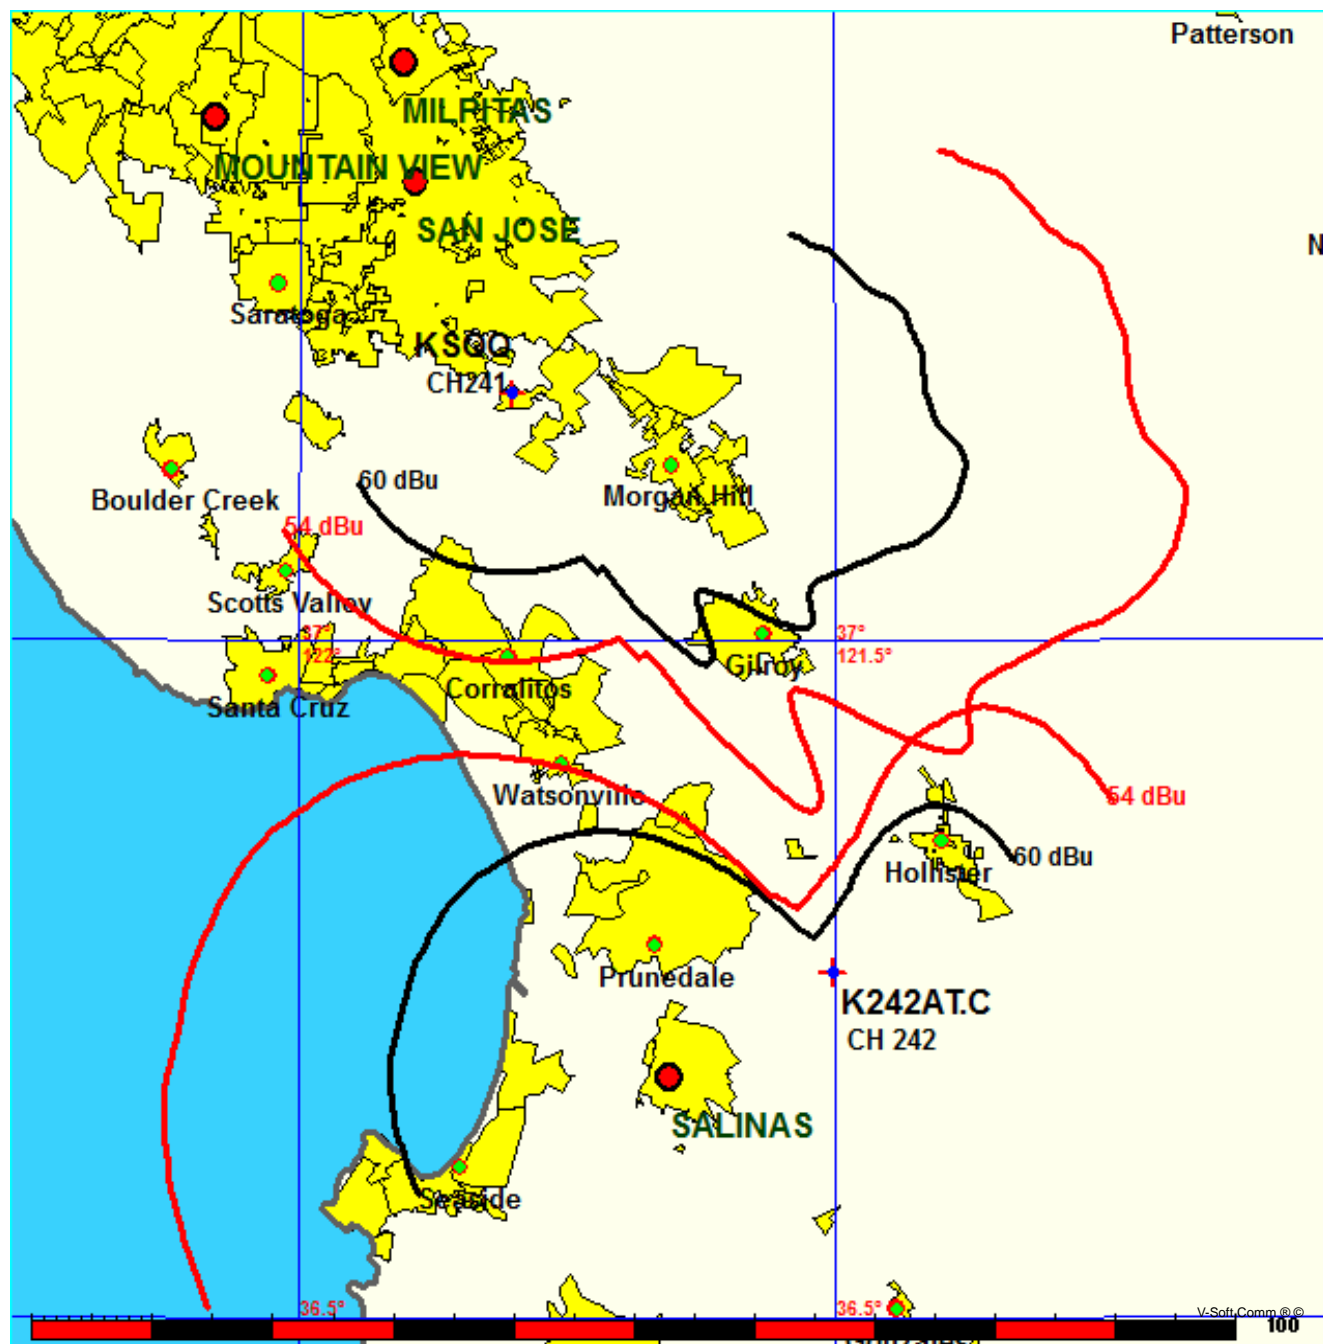 Patterson
MILPITAS
MOUNTAIN VIEW
SAN JOSE
N
Saratoga
KSQQ
CH241
60 dBu
Boulder Creek
Morgan Hill
54 dBu
Scotts Valley
37°
122°
37°
121.5°
Gilroy
Corralitos
Santa Cruz
Watsonville
54 dBu
60 dBu
Hollister
Prunedale
K242AT.C
CH 242
SALINAS
Seaside
36.5°
36.5°
V-Soft Comm ® ©
100